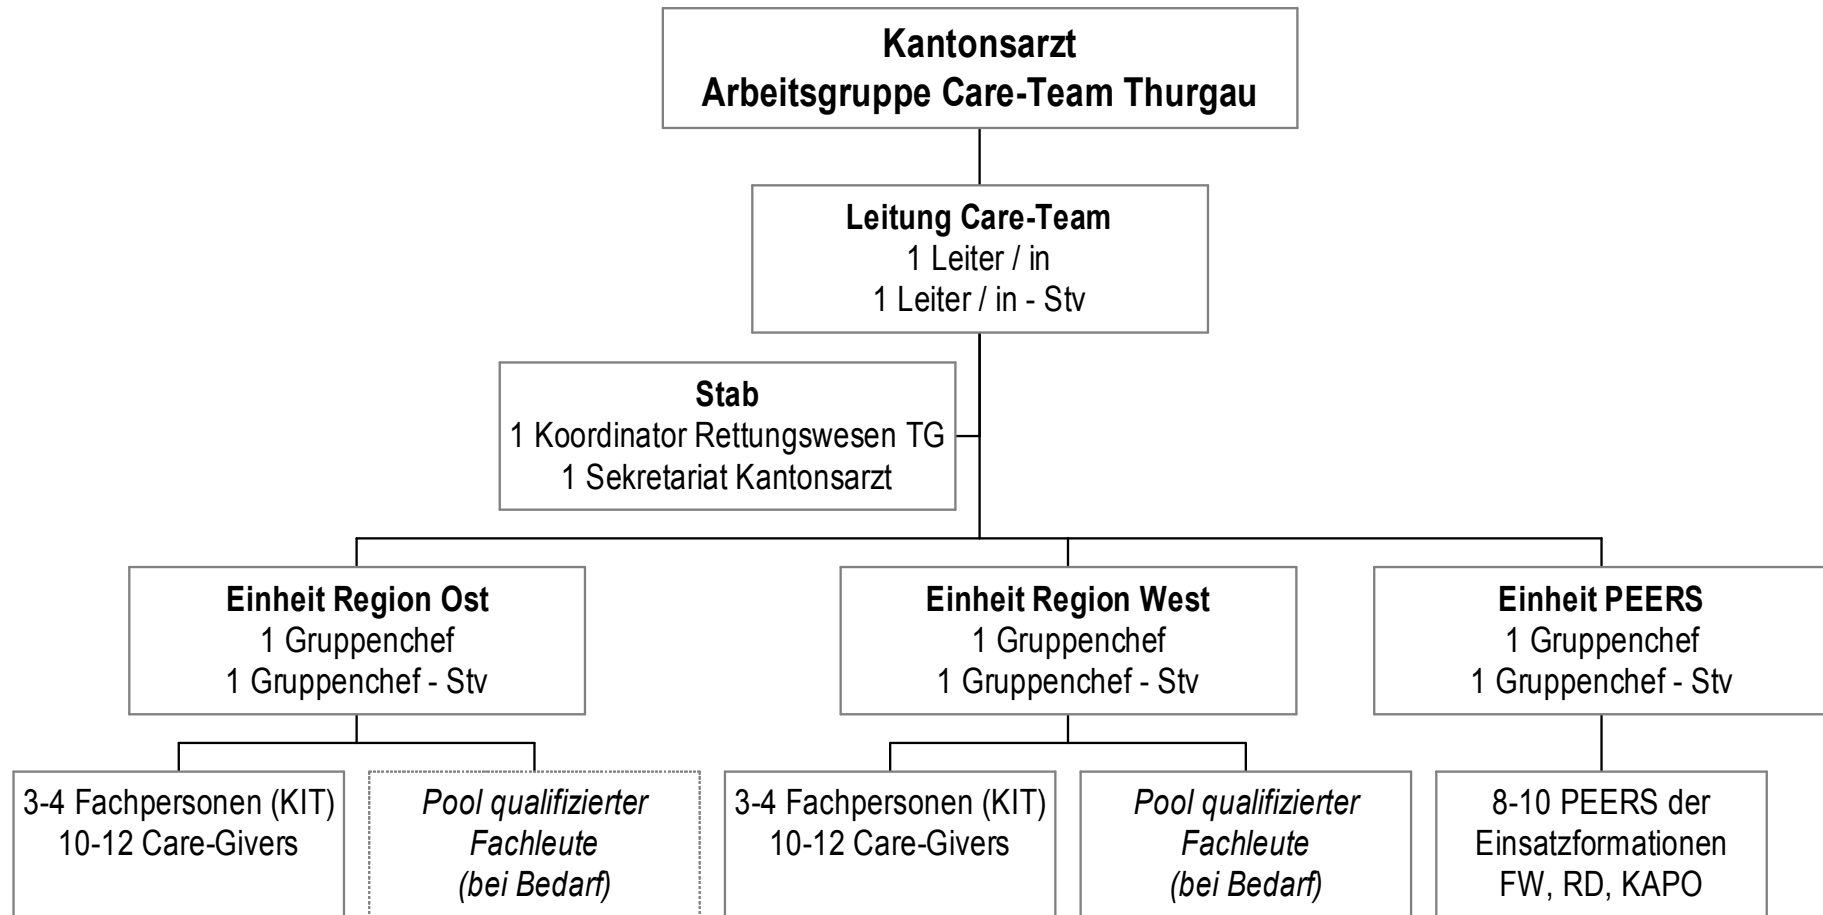 Kantonsarzt
Arbeitsgruppe Care-Team Thurgau
Leitung Care-Team
1 Leiter / in
1 Leiter / in - Stv
Stab
1 Koordinator Rettungswesen TG
1 Sekretariat Kantonsarzt
Einheit Region Ost
1 Gruppenchef
1 Gruppenchef - Stv
Einheit Region West
1 Gruppenchef
1 Gruppenchef - Stv
Einheit PEERS
1 Gruppenchef
1 Gruppenchef - Stv
3-4 Fachpersonen (KIT)
10-12 Care-Givers
Pool qualifizierter
Fachleute
(bei Bedarf)
3-4 Fachpersonen (KIT)
10-12 Care-Givers
Pool qualifizierter
Fachleute
(bei Bedarf)
8-10 PEERS der
Einsatzformationen
FW, RD, KAPO